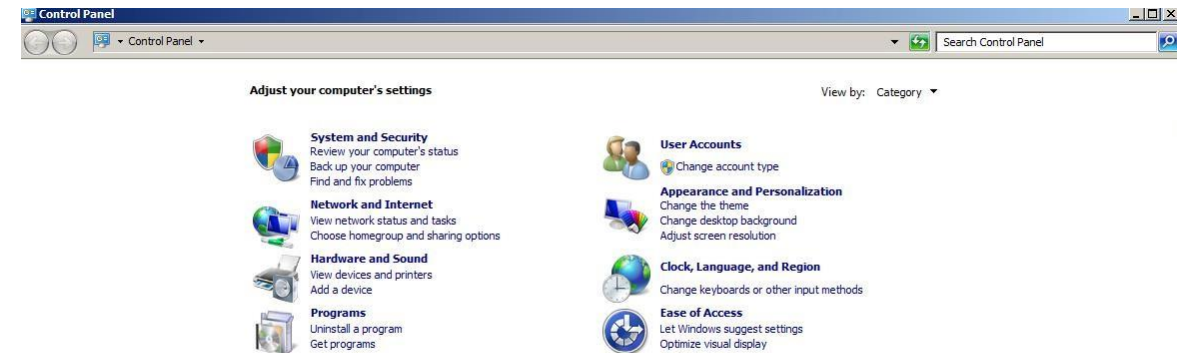 Control Panel
Control Panel
Search Control Panel
Adjust your computer's settings
View by: Category
System and Security
Review your computer's status
Back up your computer
Find and fix problems
Network and Internet
View network status and tasks
Choose homegroup and sharing options
Hardware and Sound
View devices and printers
Add a device
Programs
Uninstall a program
Get programs
User Accounts
Change account type
Appearance and Personalization
Change the theme
Change desktop background
Adjust screen resolution
Clock, Language, and Region
Change keyboards or other input methods
Ease of Access
Let Windows suggest settings
Optimize visual display